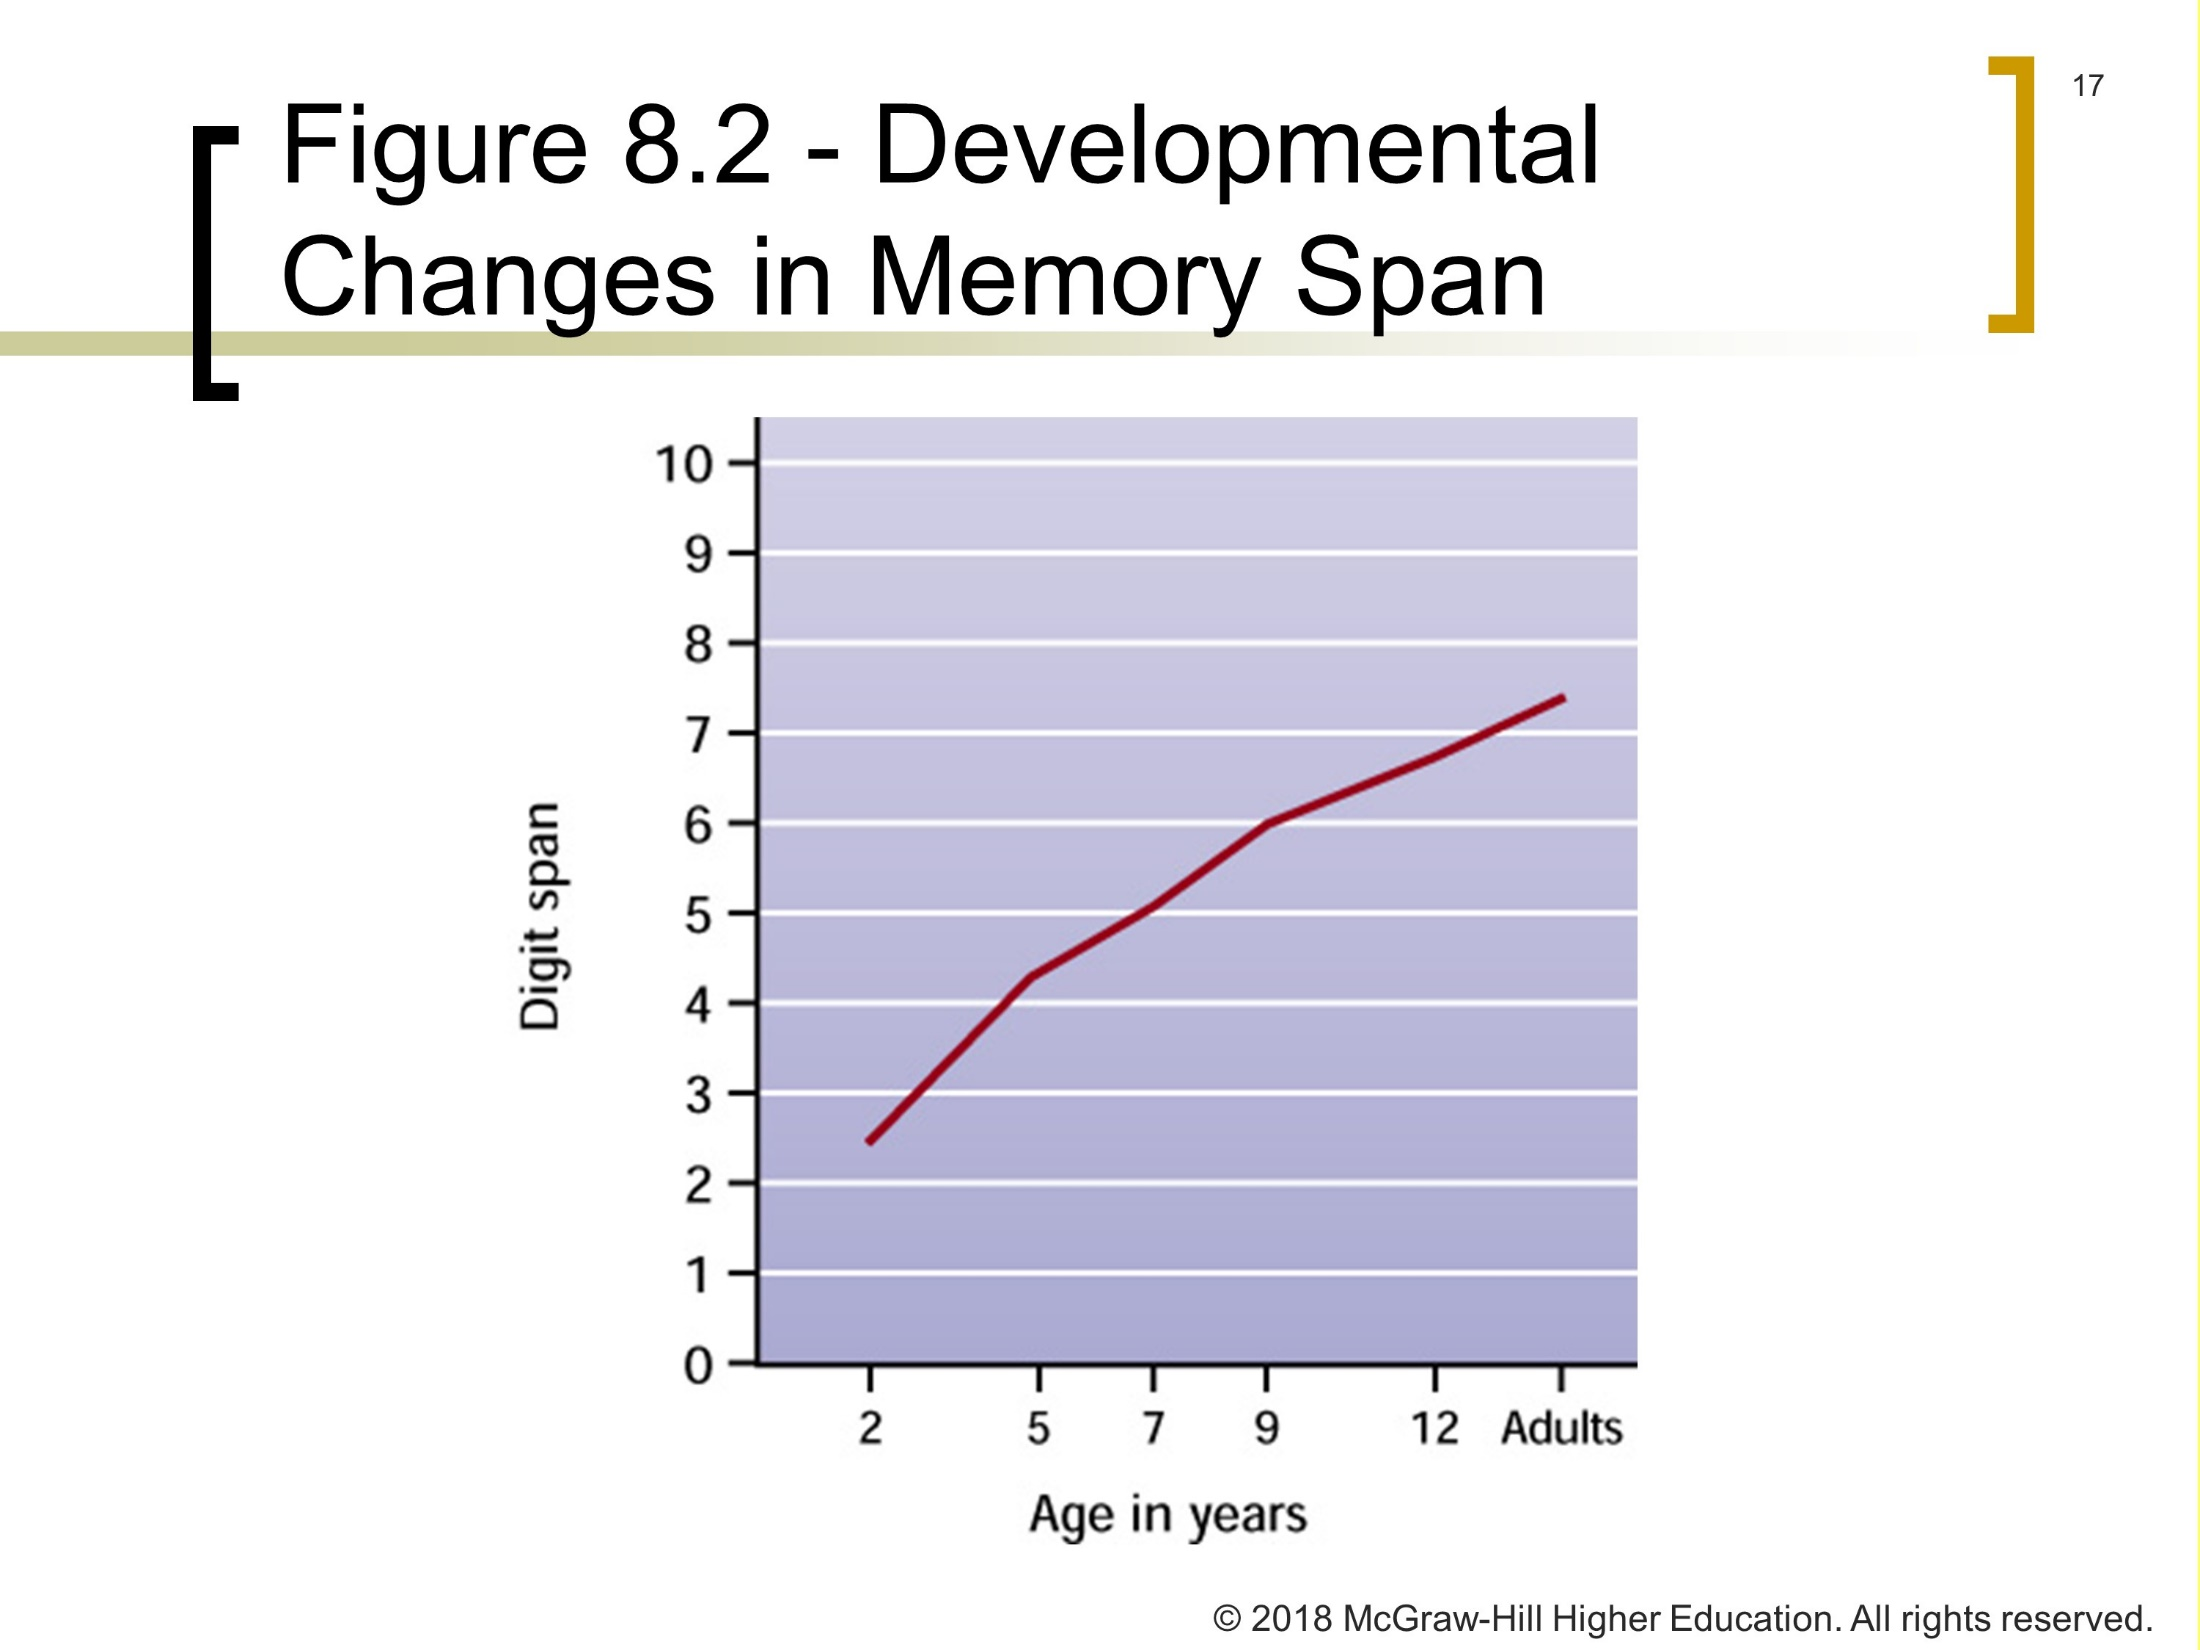 17
Figure 8.2 - Developmental
Changes in Memory Span
10
9
8
7
6
5
4
3
2
1
0
Digit span
2 5 7 9 12 Adults
Age in years
© 2018 McGraw-Hill Higher Education. All rights reserved.